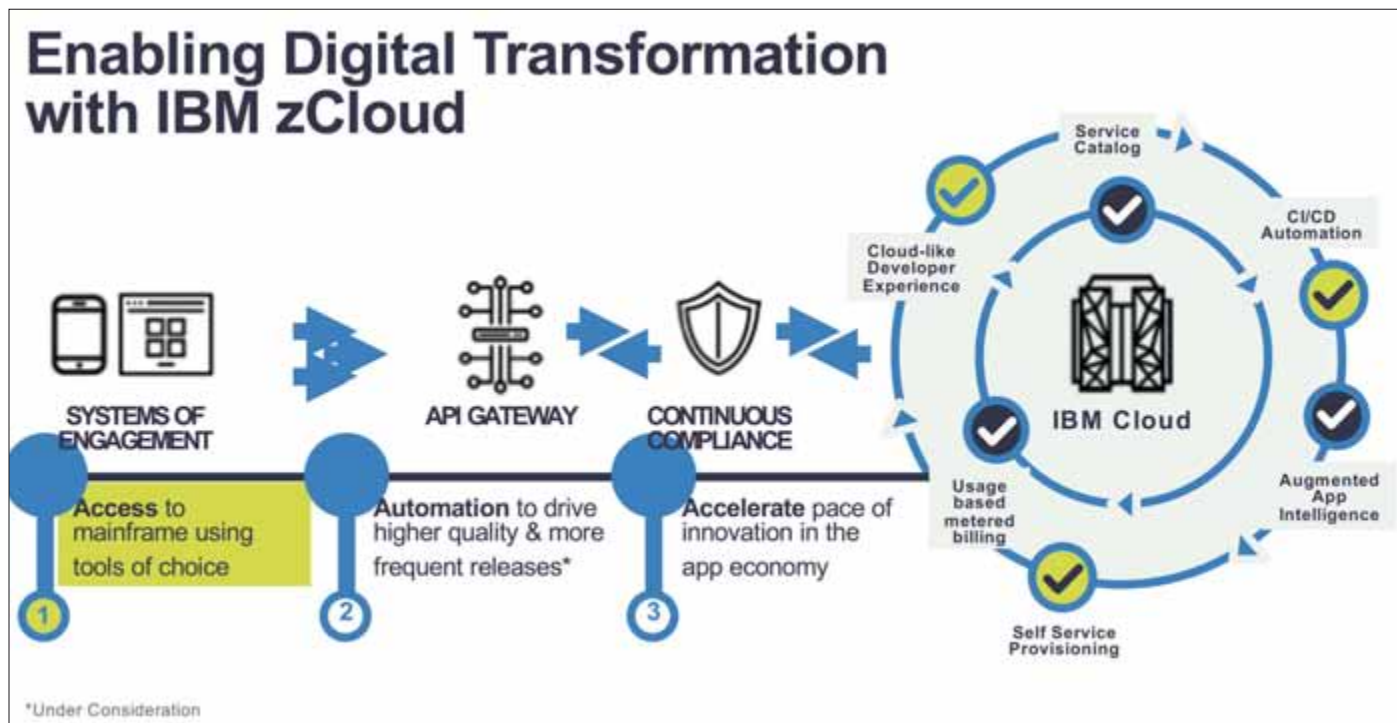 Enabling Digital Transformation
with IBM zCloud
SYSTEMS OF
ENGAGEMENT
API GATEWAY
CONTINUOUS
COMPLIANCE
1
Access to
mainframe using
tools of choice
2
Automation to drive
higher quality & more
frequent releases*
3
Accelerate pace of
innovation in the
app economy
Service
Catalog
Cloud-like
Developer
Experience
CI/CD
Automation
IBM Cloud
Usage
based
metered
billing
Augmented
App
Intelligence
Self Service
Provisioning
*Under Consideration